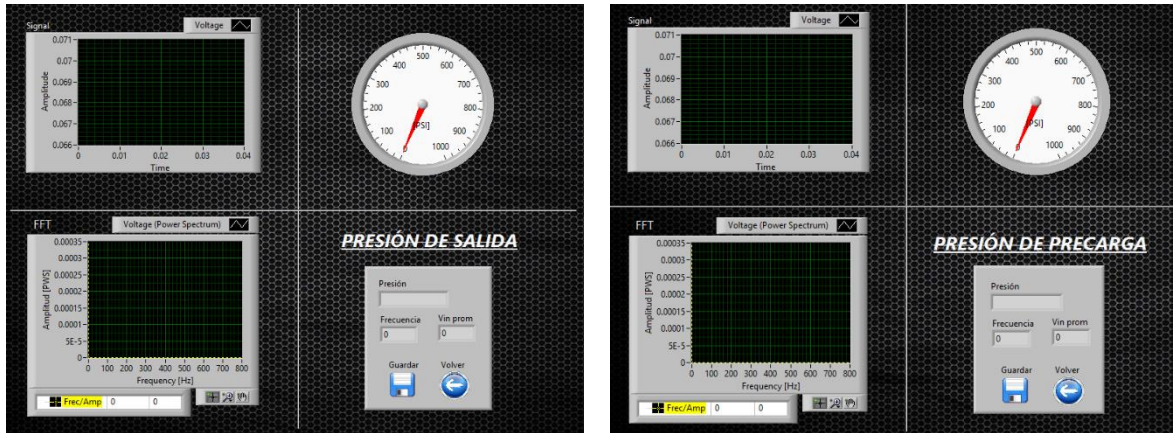 Signal
Voltage
0.071
0.07
0.069
0.068
0.067
0.066
Amplitude
0 0.01 0.02 0.03 0.04
Time
0 100 200 300 400 500 600 700 800 900 1000
[PSI]
FFT
Voltage (Power Spectrum)
0.00035
0.0003
0.00025
0.0002
0.00015
0.0001
5E-5
0
Amplitud [PWS]
0 100 200 300 400 500 600 700 800
Frequency [Hz]
Frec/Amp 0 0
PRESIÓN DE SALIDA
Presión
Frecuencia Vin prom
0 0
Guardar Volver
Signal
Voltage
0.071
0.07
0.069
0.068
0.067
0.066
Amplitude
0 0.01 0.02 0.03 0.04
Time
0 100 200 300 400 500 600 700 800 900 1000
[PSI]
FFT
Voltage (Power Spectrum)
0.00035
0.0003
0.00025
0.0002
0.00015
0.0001
5E-5
0
Amplitud [PWS]
0 100 200 300 400 500 600 700 800
Frequency [Hz]
Frec/Amp 0 0
PRESIÓN DE PRECARGA
Presión
Frecuencia Vin prom
0 0
Guardar Volver